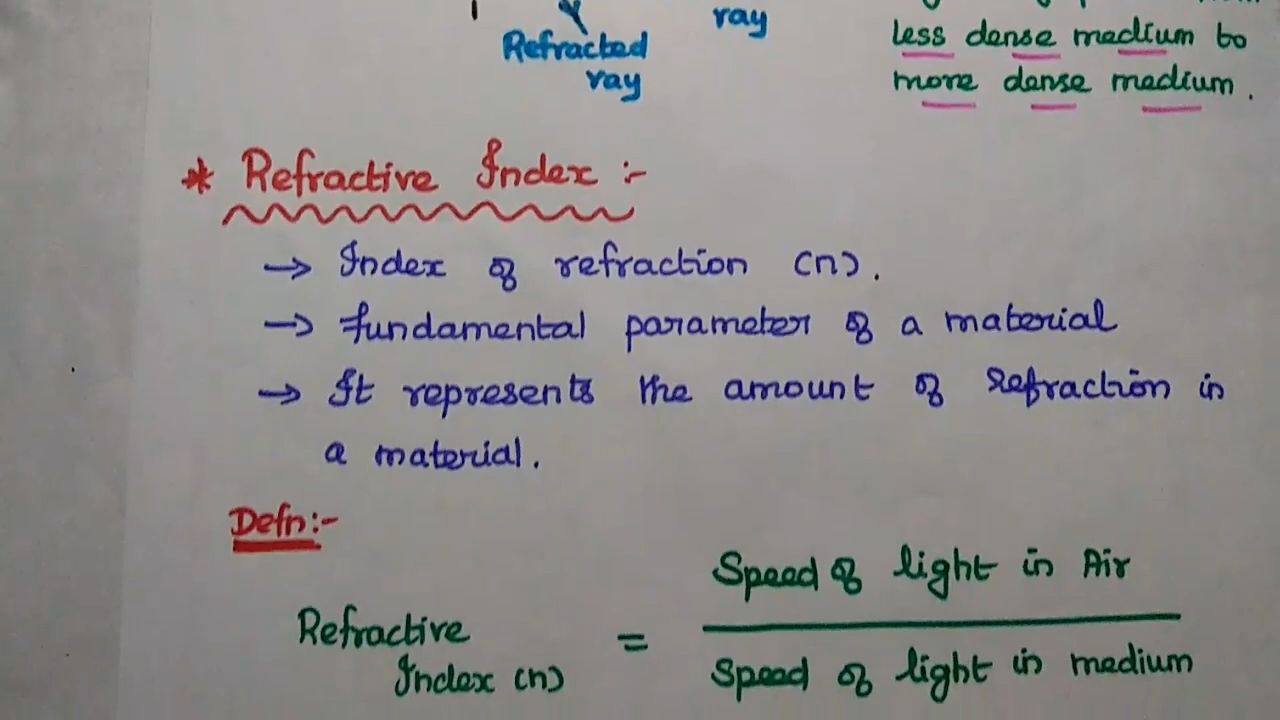 ray
Refracted
ray
less dense medium to
more dense medium.
* Refractive Index :-
→ Index of refraction (n).
→ fundamental parameter of a material
→ It represents the amount of Refraction in
a material.
Defn:-
Refractive
Index (n)
=
Speed of light in Air
Speed of light in medium